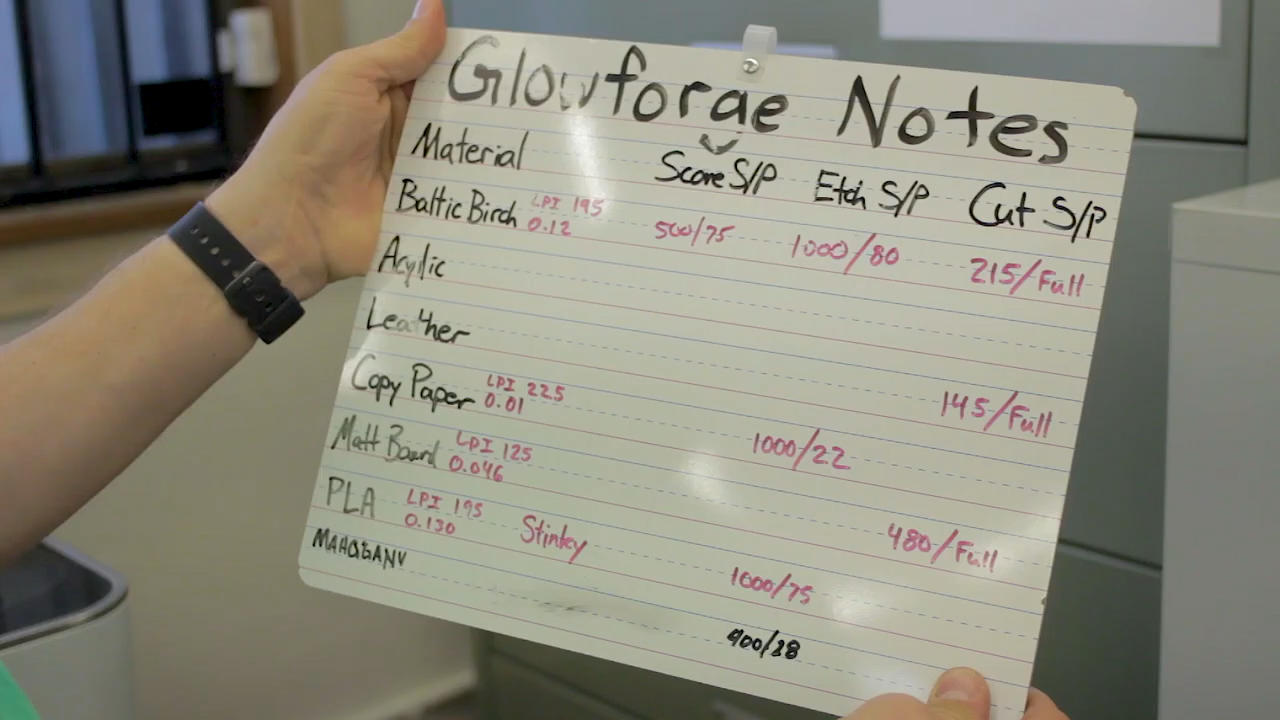 Glowforge Notes
Material Score S/P Etch S/P Cut S/P
Baltic Birch LPI 195 0.12 500/75 1000/80 215/Full
Acrylic
Leather 145/Full
Copy Paper LPI 225 0.01 1000/22
Matt Board LPI 125 0.046 480/Full
PLA LPI 195 0.130 Stinky 1000/75
MAHOGANY 900/28